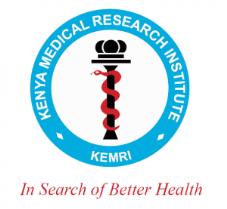 KENYA MEDICAL RESEARCH INSTITUTE
KEMRI
In Search of Better Health